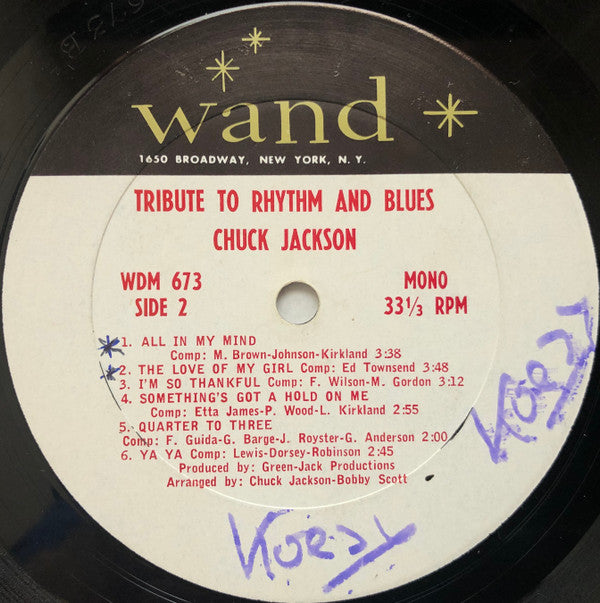 wand
1650 BROADWAY, NEW YORK, N. Y.
TRIBUTE TO RHYTHM AND BLUES
CHUCK JACKSON
WDM 673
SIDE 2
MONO
33⅓ RPM
1. ALL IN MY MIND
Comp: M. Brown-Johnson-Kirkland 3:38
2. THE LOVE OF MY GIRL Comp: Ed Townsend 3:48
3. I'M SO THANKFUL Comp: F. Wilson-M. Gordon 3:12
4. SOMETHING'S GOT A HOLD ON ME
Comp: Etta James-P. Wood-L. Kirkland 2:55
5. QUARTER TO THREE
Comp: F. Guida-G. Barge-J. Royster-G. Anderson 2:00
6. YA YA Comp: Lewis-Dorsey-Robinson 2:45
Produced by: Green-Jack Productions
Arranged by: Chuck Jackson-Bobby Scott